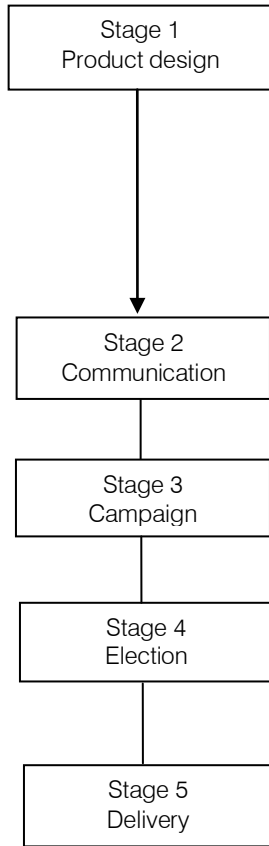 Stage 1
Product design
Stage 2
Communication
Stage 3
Campaign
Stage 4
Election
Stage 5
Delivery